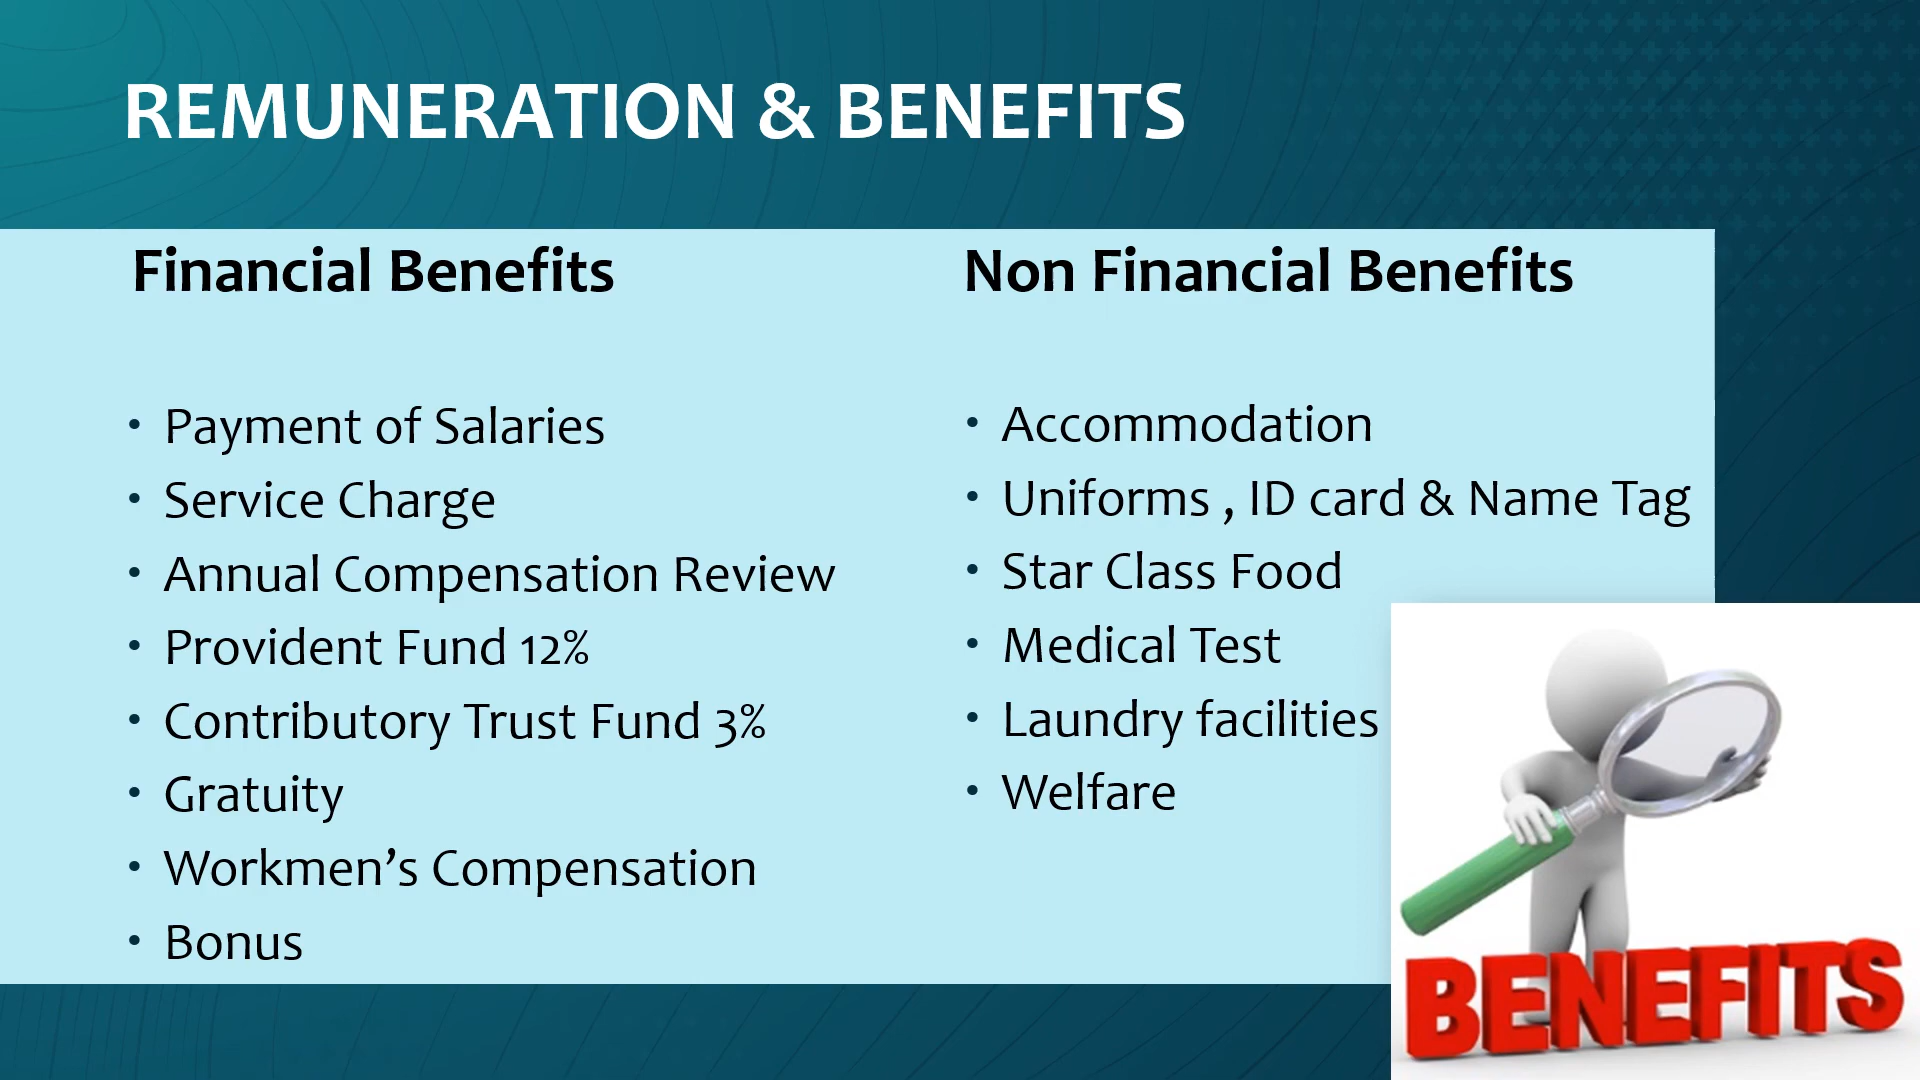 REMUNERATION & BENEFITS
Financial Benefits
• Payment of Salaries
• Service Charge
• Annual Compensation Review
• Provident Fund 12%
• Contributory Trust Fund 3%
• Gratuity
• Workmen’s Compensation
• Bonus
Non Financial Benefits
• Accommodation
• Uniforms , ID card & Name Tag
• Star Class Food
• Medical Test
• Laundry facilities
• Welfare
BENEFITS